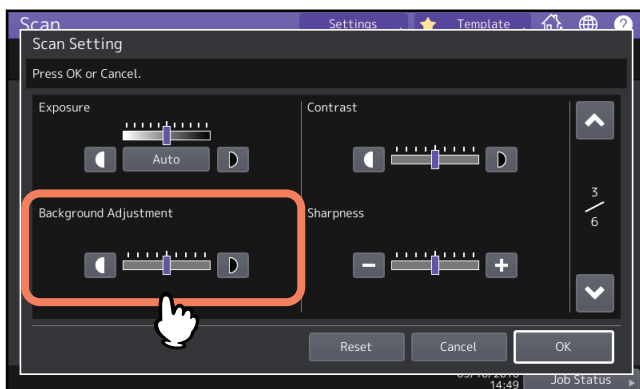 Scan
Settings
Template
?
Scan Setting
Press OK or Cancel.
Exposure
Auto
Contrast
Background Adjustment
Sharpness
3
6
Reset
Cancel
OK
14:49
Job Status